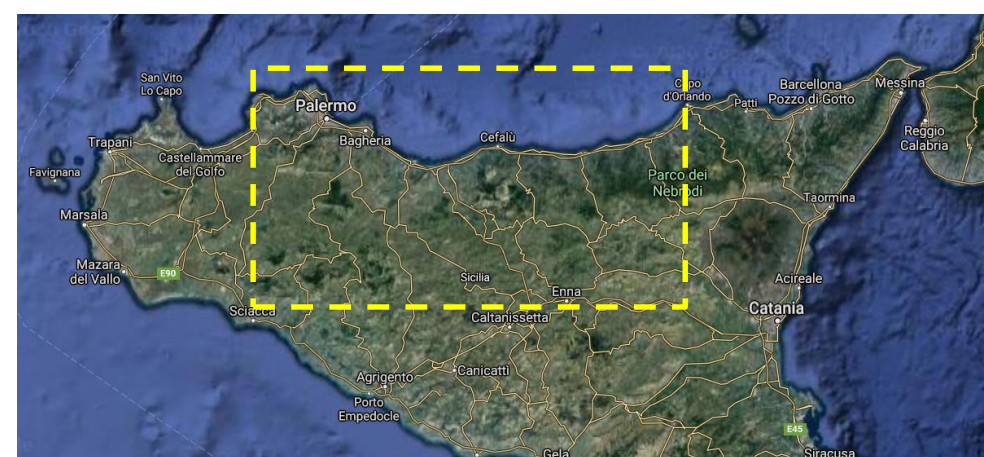 San Vito
Lo Capo
Palermo
Capo
d'Orlando
Barcellona
Pozzo di Gotto
Messina
Patti
Trapani
Bagheria
Cefalù
Reggio
Calabria
Castellammare
del Golfo
Favignana
Parco dei
Nebrodi
Taormina
Marsala
Mazara
del Vallo
E90
Sicilia
Acireale
Enna
Sciacca
Caltanissetta
Catania
Canicattì
Agrigento
Porto
Empedocle
E45
Gela
Siracusa